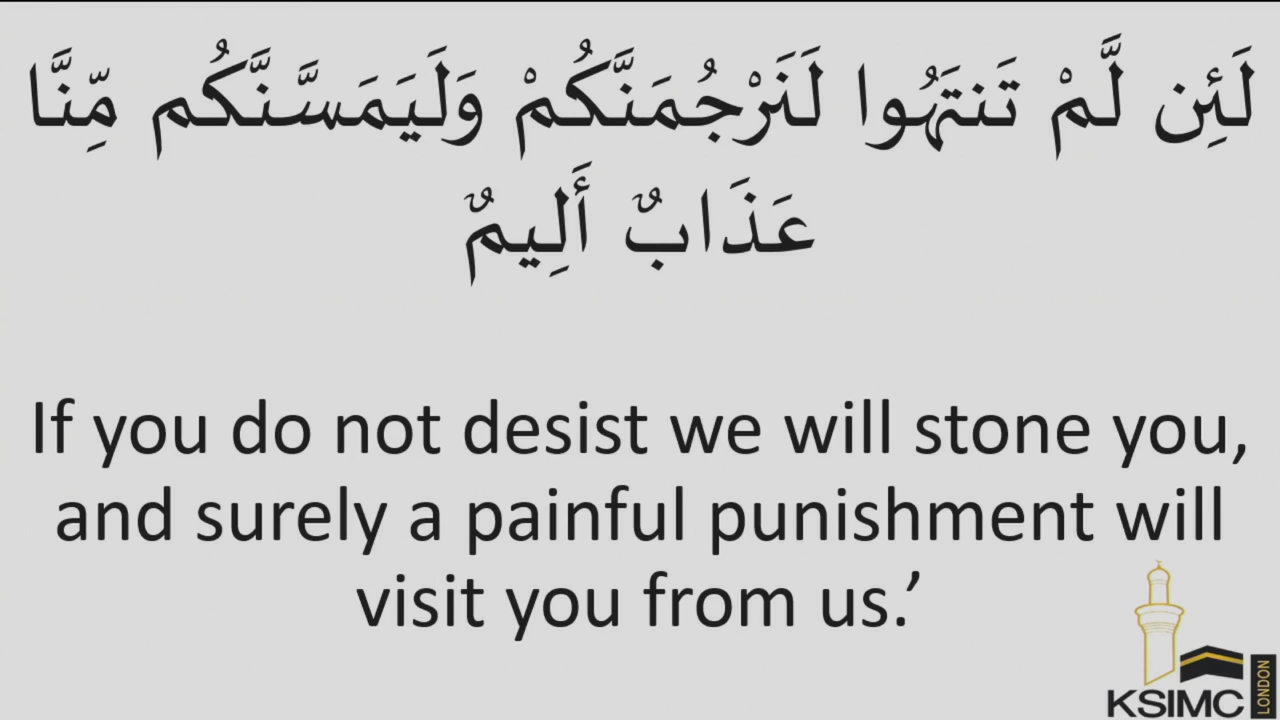 لَئِن لَّمْ تَنتَهُوا لَنَرْجُمَنَّكُمْ وَلَيَمَسَّنَّكُم مِّنَّا
عَذَابٌ أَلِيمٌ
If you do not desist we will stone you,
and surely a painful punishment will
visit you from us.’
KSIMC LONDON